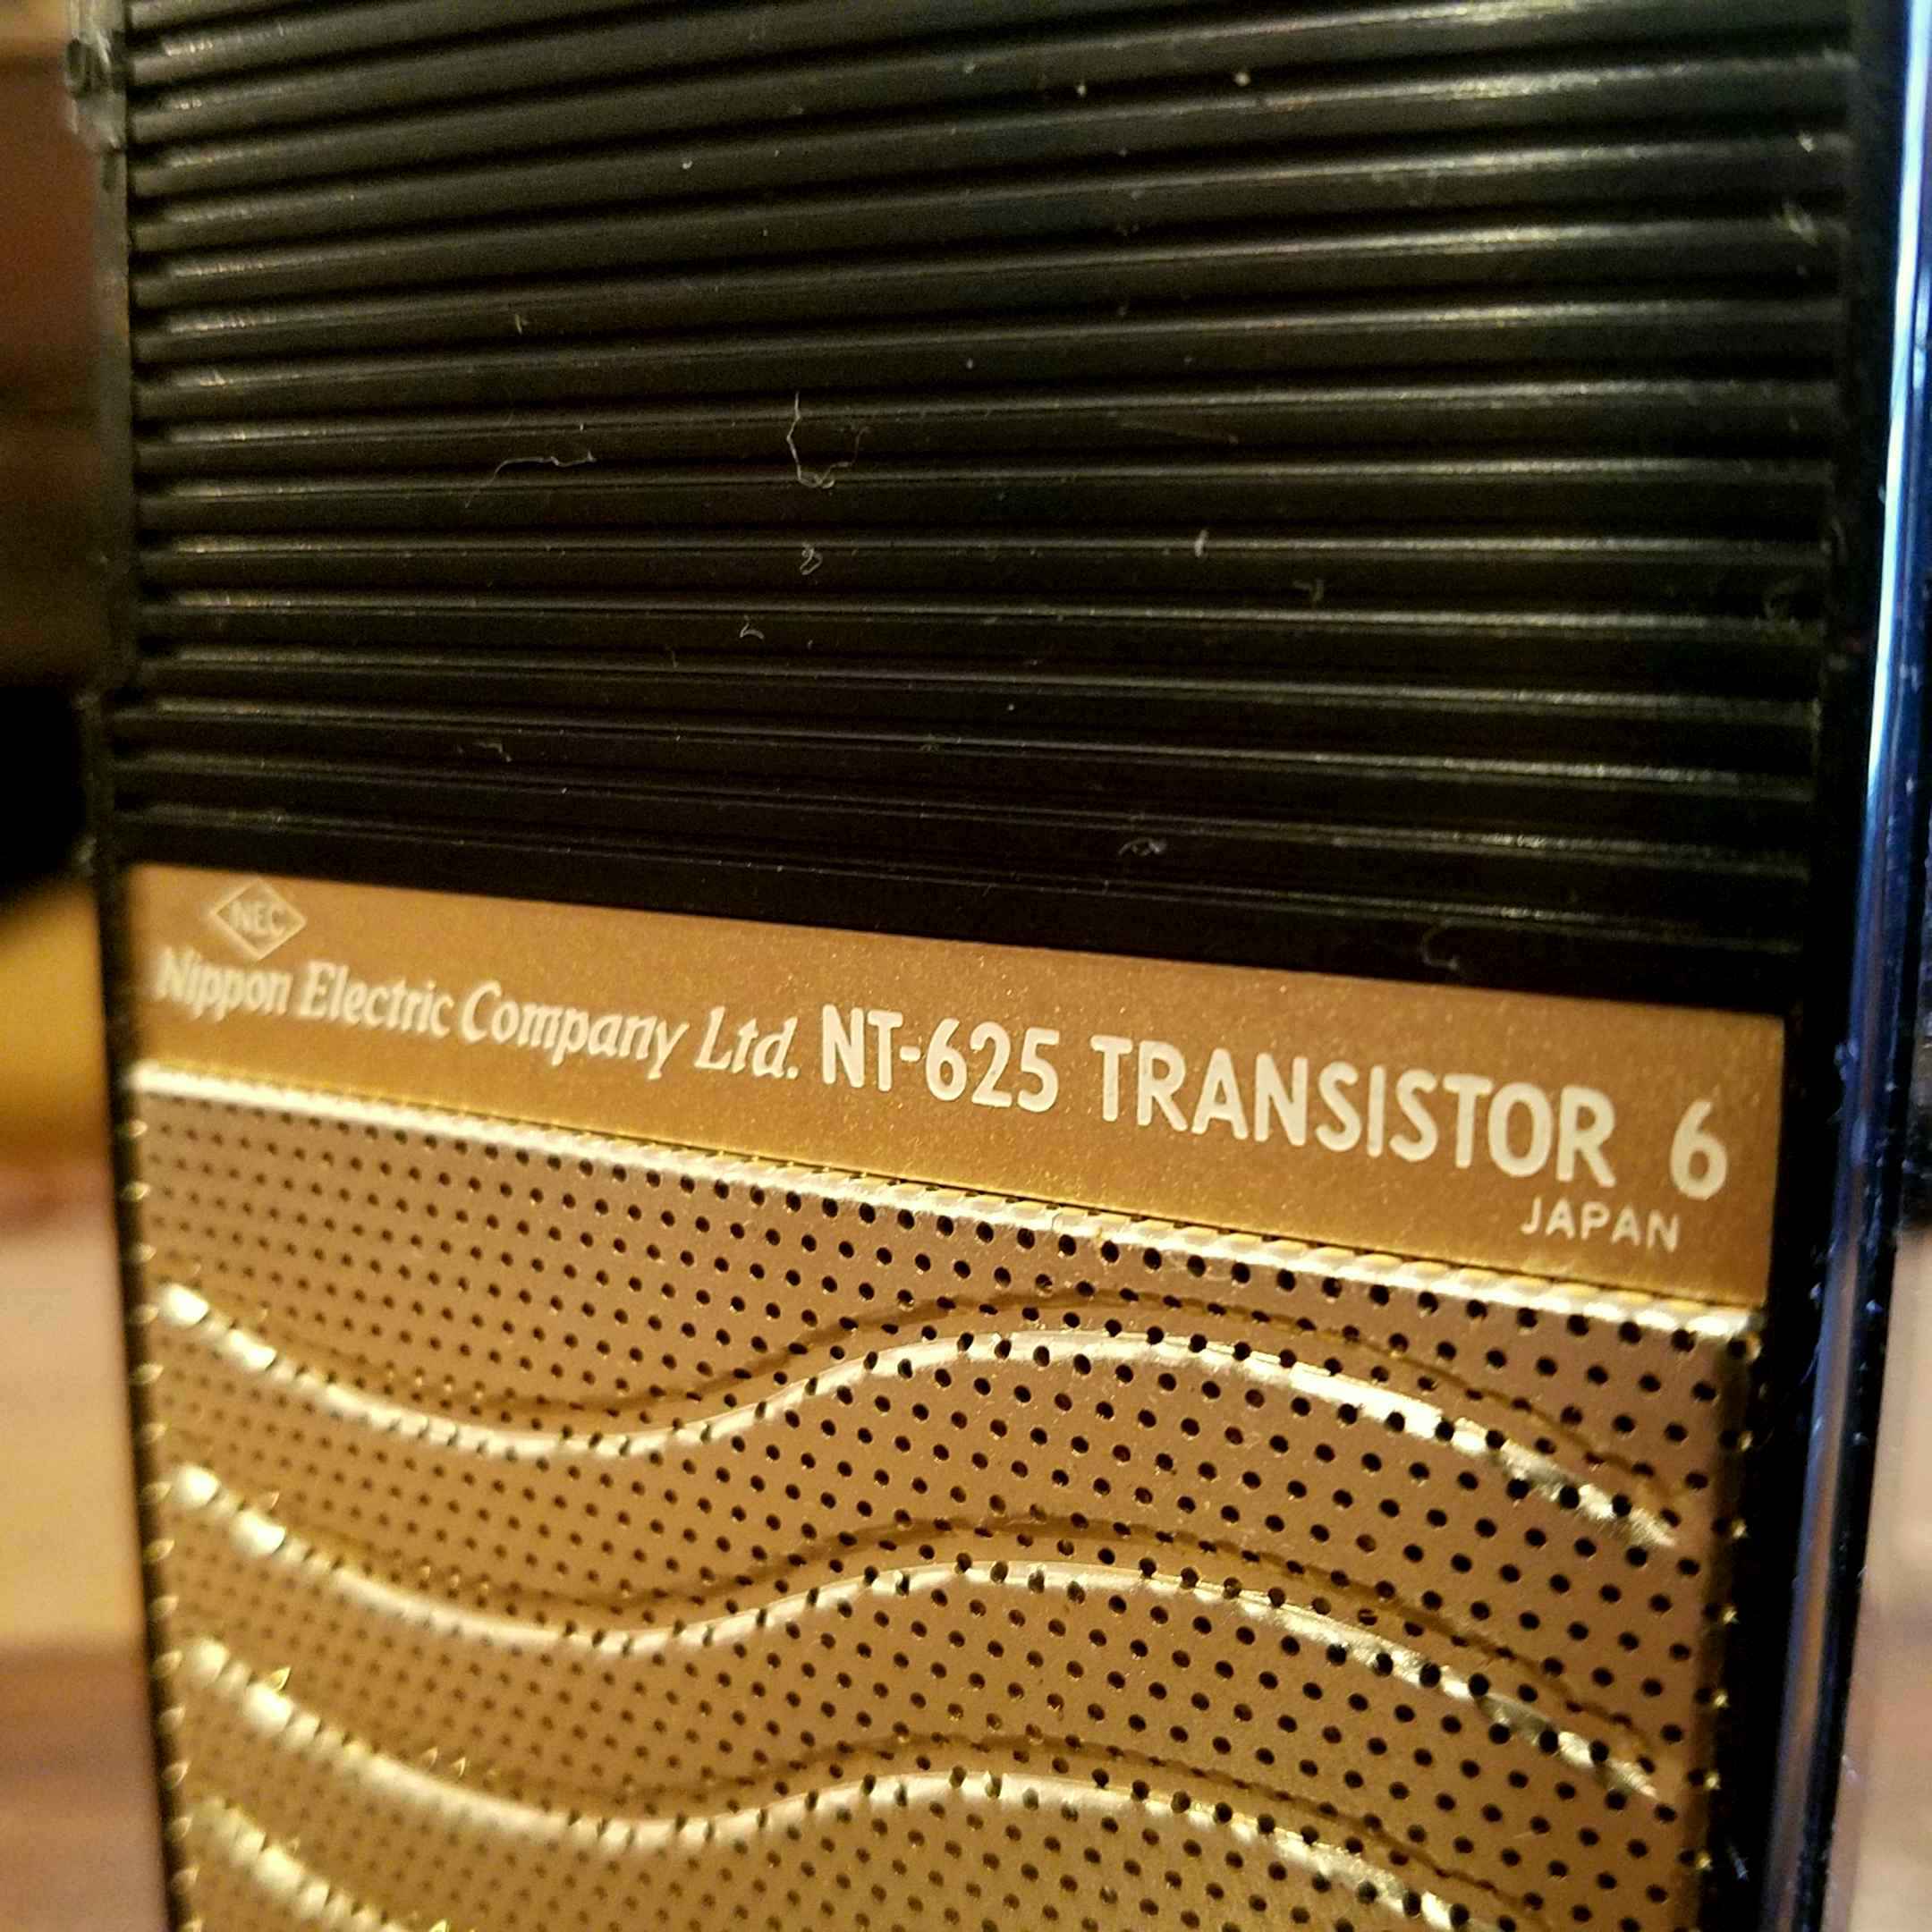 NEC
Nippon Electric Company Ltd. NT-625 TRANSISTOR 6
JAPAN